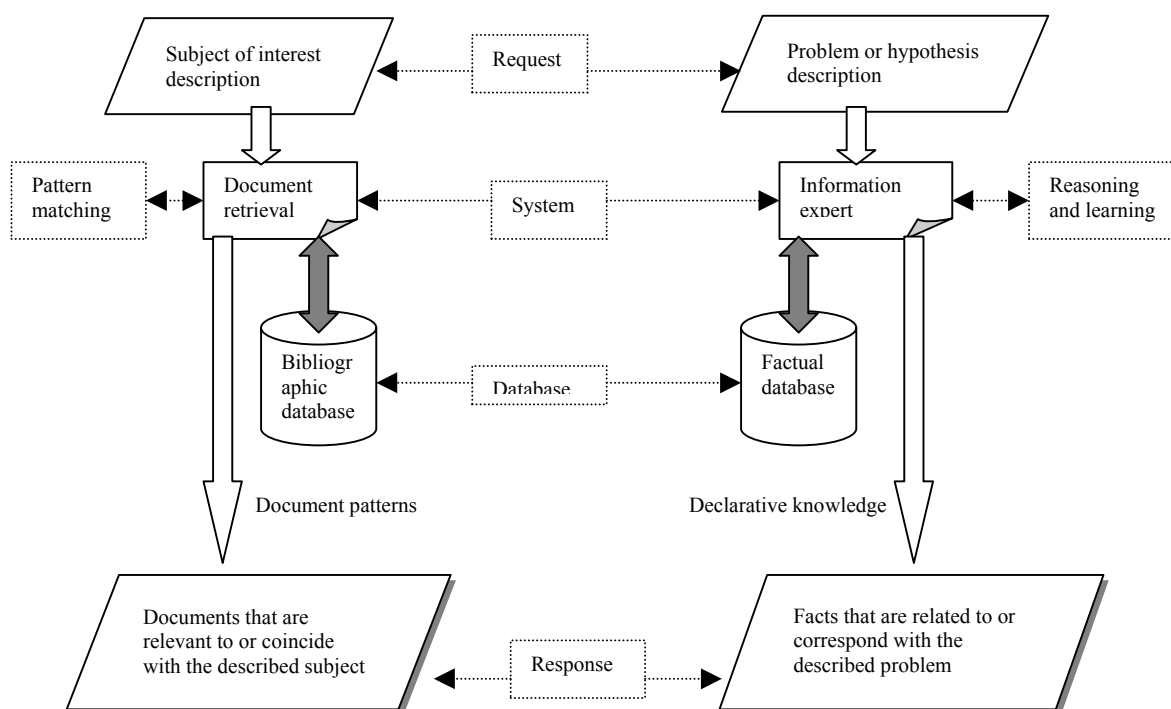 Subject of interest
description
Request
Problem or hypothesis
description
Pattern
matching
Document
retrieval
System
Information
expert
Reasoning
and learning
Bibliogr
aphic
database
Database
Factual
database
Document patterns
Declarative knowledge
Documents that are
relevant to or coincide
with the described subject
Response
Facts that are related to or
correspond with the
described problem